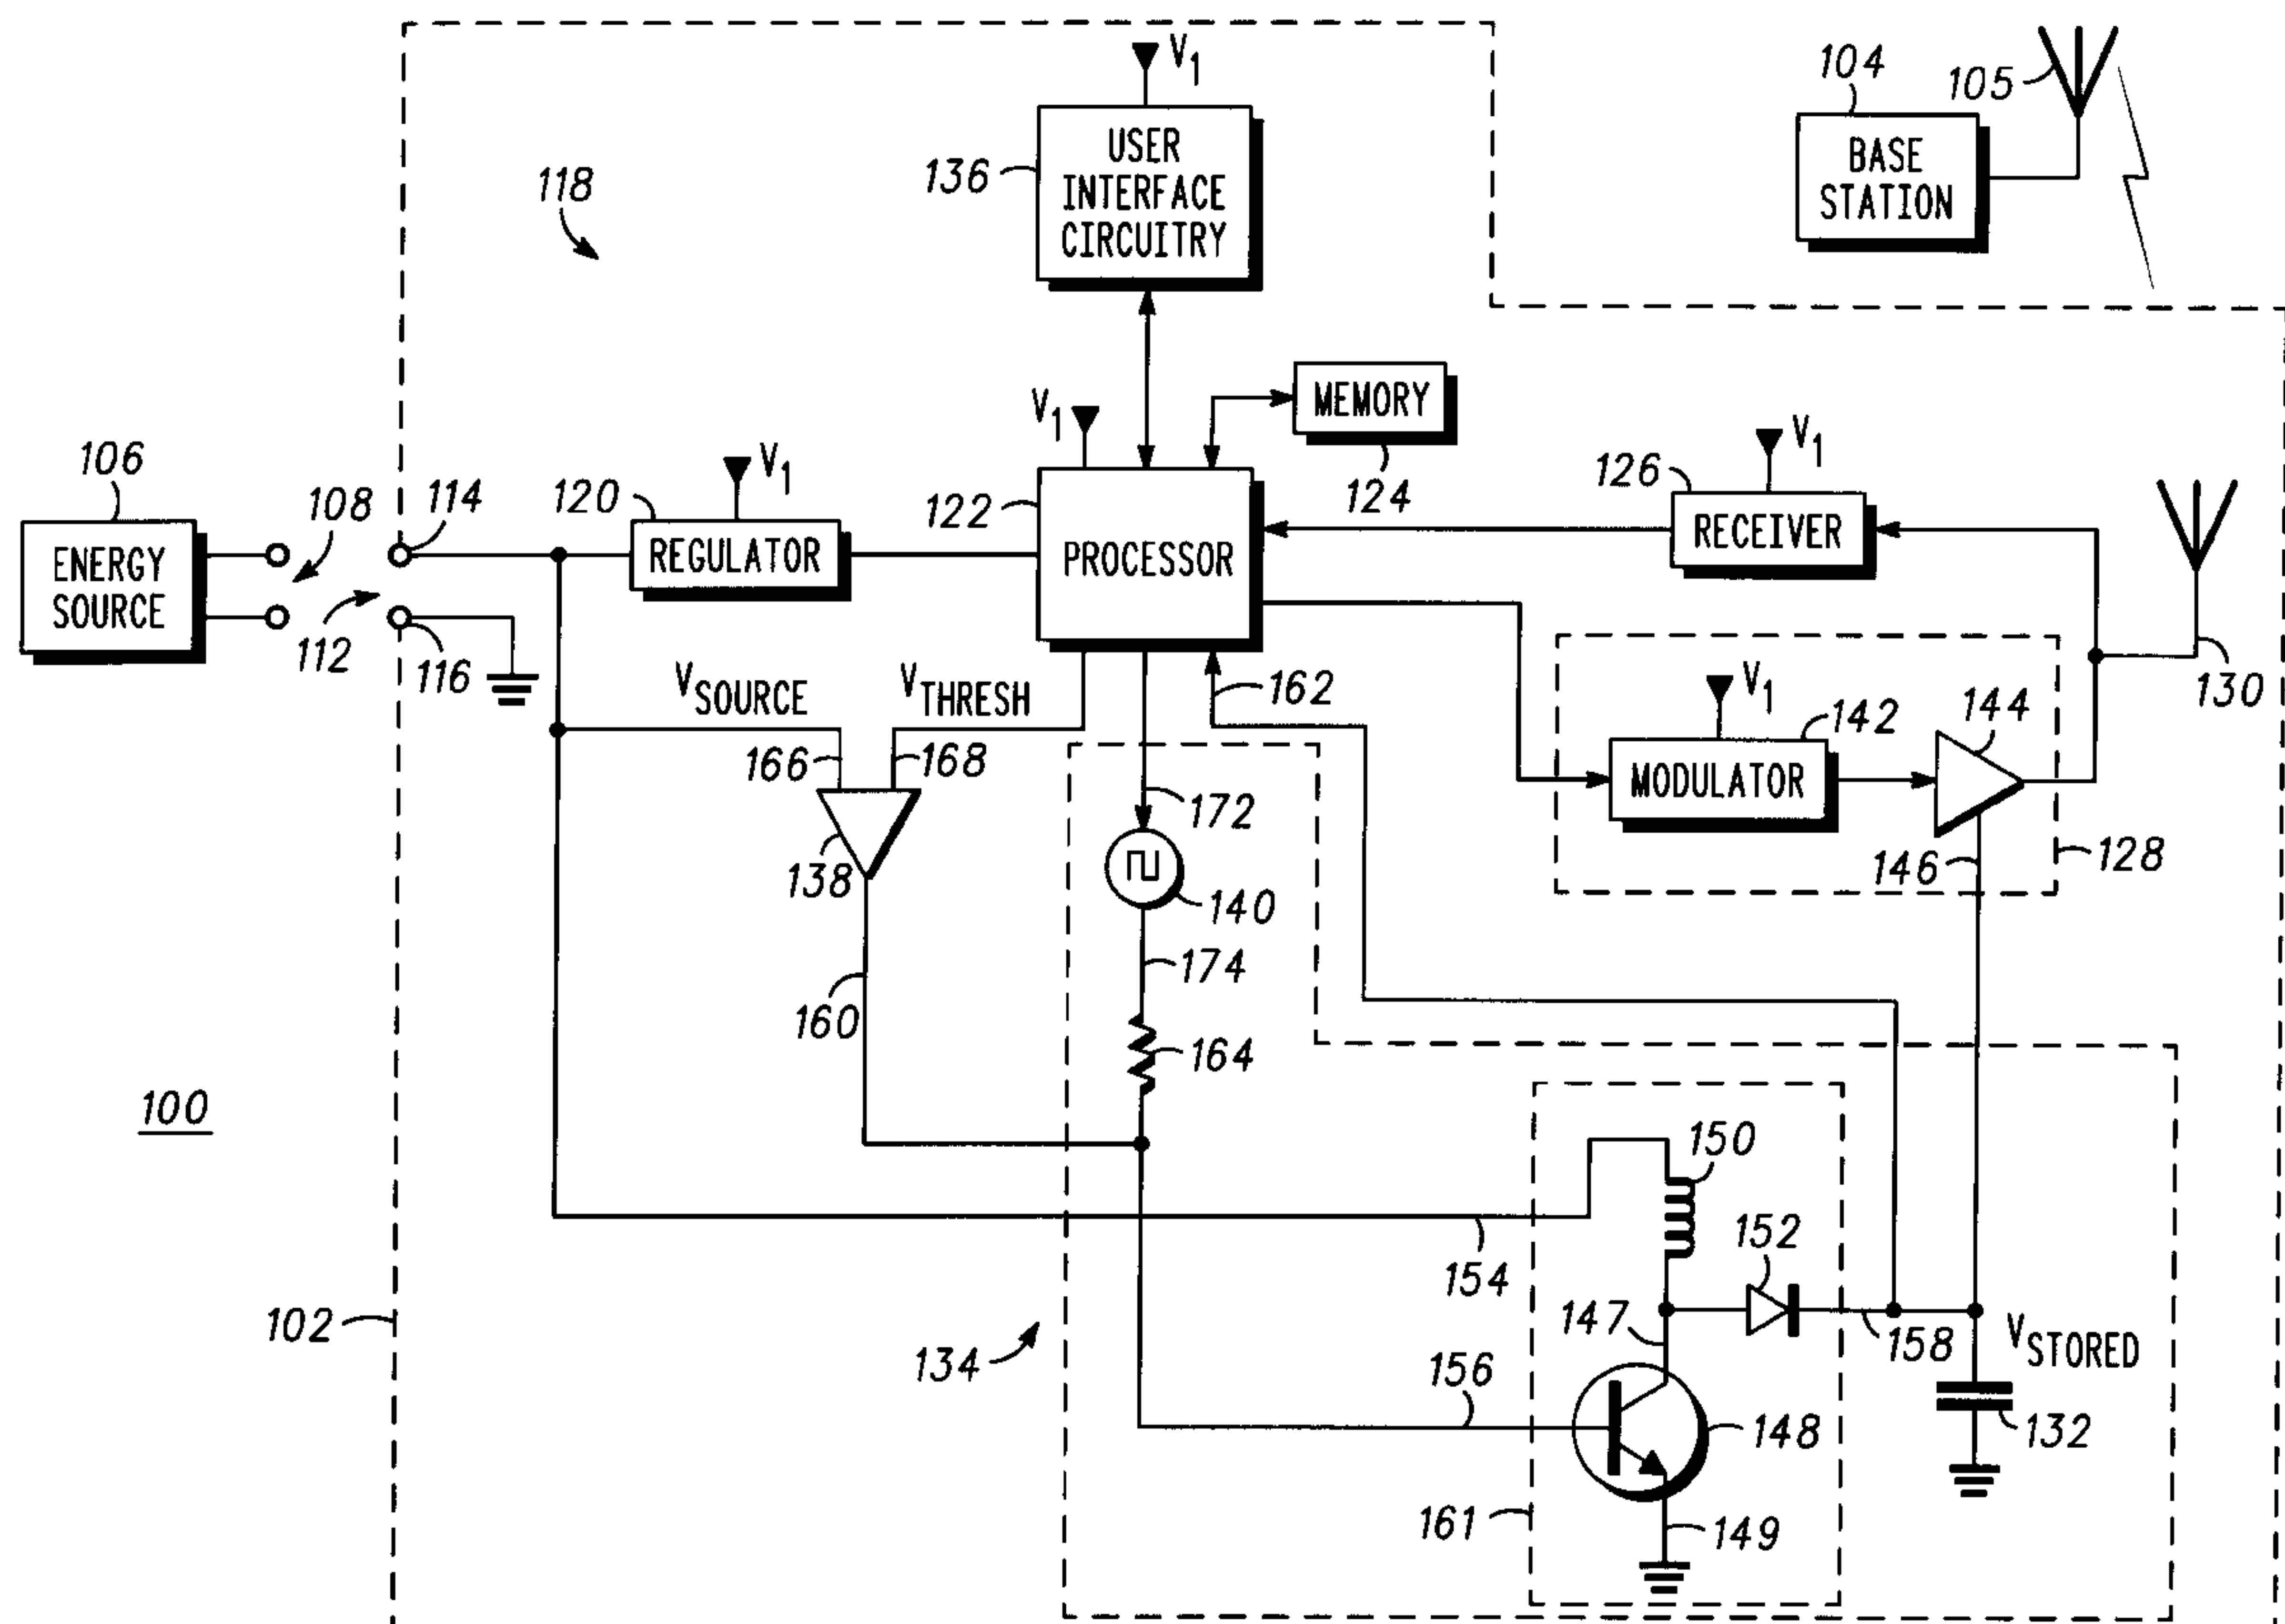 V1
104
105
USER
INTERFACE
CIRCUITRY
136
BASE
STATION
118
V1
MEMORY
124
106
108
114
120
V1
122
PROCESSOR
126
V1
RECEIVER
ENERGY
SOURCE
REGULATOR
112
116
VSOURCE
VTHRESH
162
130
V1
142
144
166
168
MODULATOR
172
138
140
146
128
174
160
164
100
150
152
154
102
147
158
VSTORED
134
156
148
132
161
149